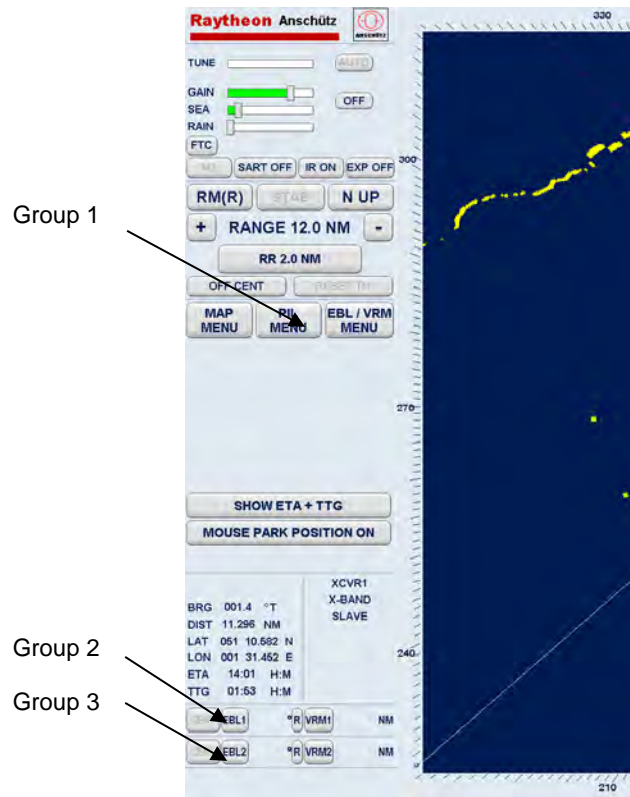 Raytheon Anschütz
ANSCHÜTZ
330
TUNE AUTO
GAIN
OFF
SEA
RAIN
FTC
SART OFF IR ON EXP OFF
300
RM(R) STAB N UP
Group 1
+ RANGE 12.0 NM -
RR 2.0 NM
OFF CENT
MAP MENU
PIL MENU
EBL / VRM MENU
270
SHOW ETA + TTG
MOUSE PARK POSITION ON
XCVR1
X-BAND
SLAVE
BRG 001.4 °T
DIST 11.296 NM
LAT 051 10.582 N
LON 001 31.452 E
ETA 14:01 H:M
TTG 01:53 H:M
240
Group 2
Group 3
EBL1 °R VRM1 NM
EBL2 °R VRM2 NM
210